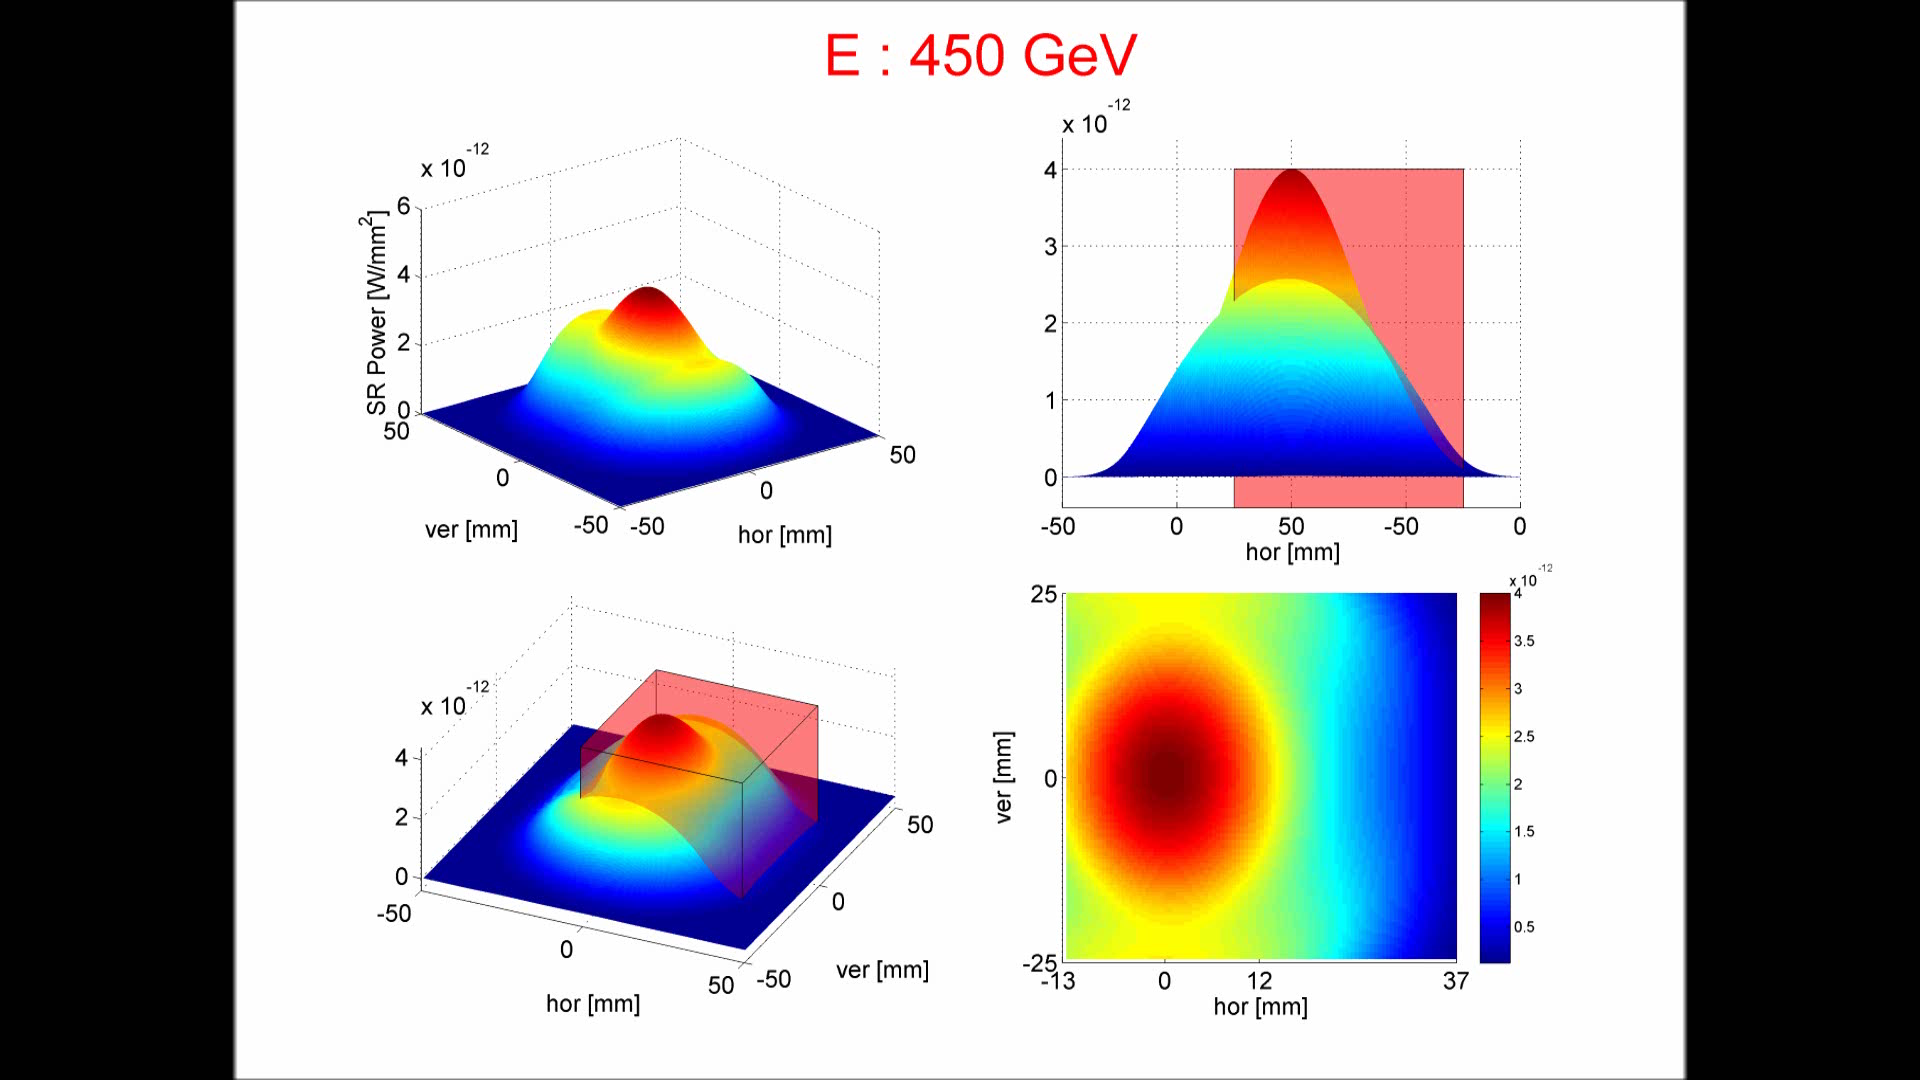 E : 450 GeV
x 10^-12
SR Power [W/mm^2]
6
4
2
0
50
0
-50
ver [mm]
-50
0
50
hor [mm]
x 10^-12
4
3
2
1
0
-50 0 50 -50 0
hor [mm]
x 10^-12
4
2
0
-50
0
50
hor [mm]
-50
0
50
ver [mm]
25
0
-25
ver [mm]
-13 0 12 37
hor [mm]
x 10^-12
4
3.5
3
2.5
2
1.5
1
0.5